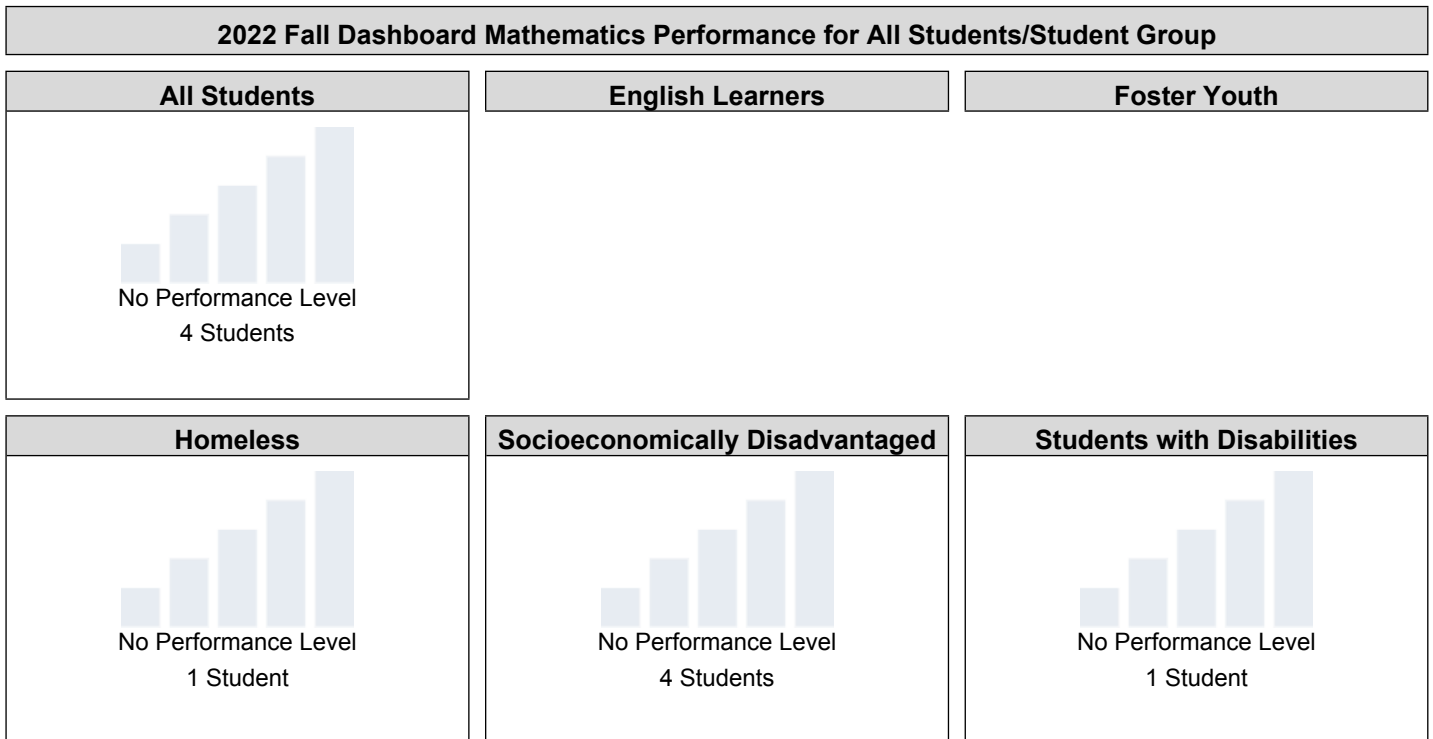 2022 Fall Dashboard Mathematics Performance for All Students/Student Group
All Students
English Learners
Foster Youth
No Performance Level
4 Students
Homeless
Socioeconomically Disadvantaged
Students with Disabilities
No Performance Level
1 Student
No Performance Level
4 Students
No Performance Level
1 Student